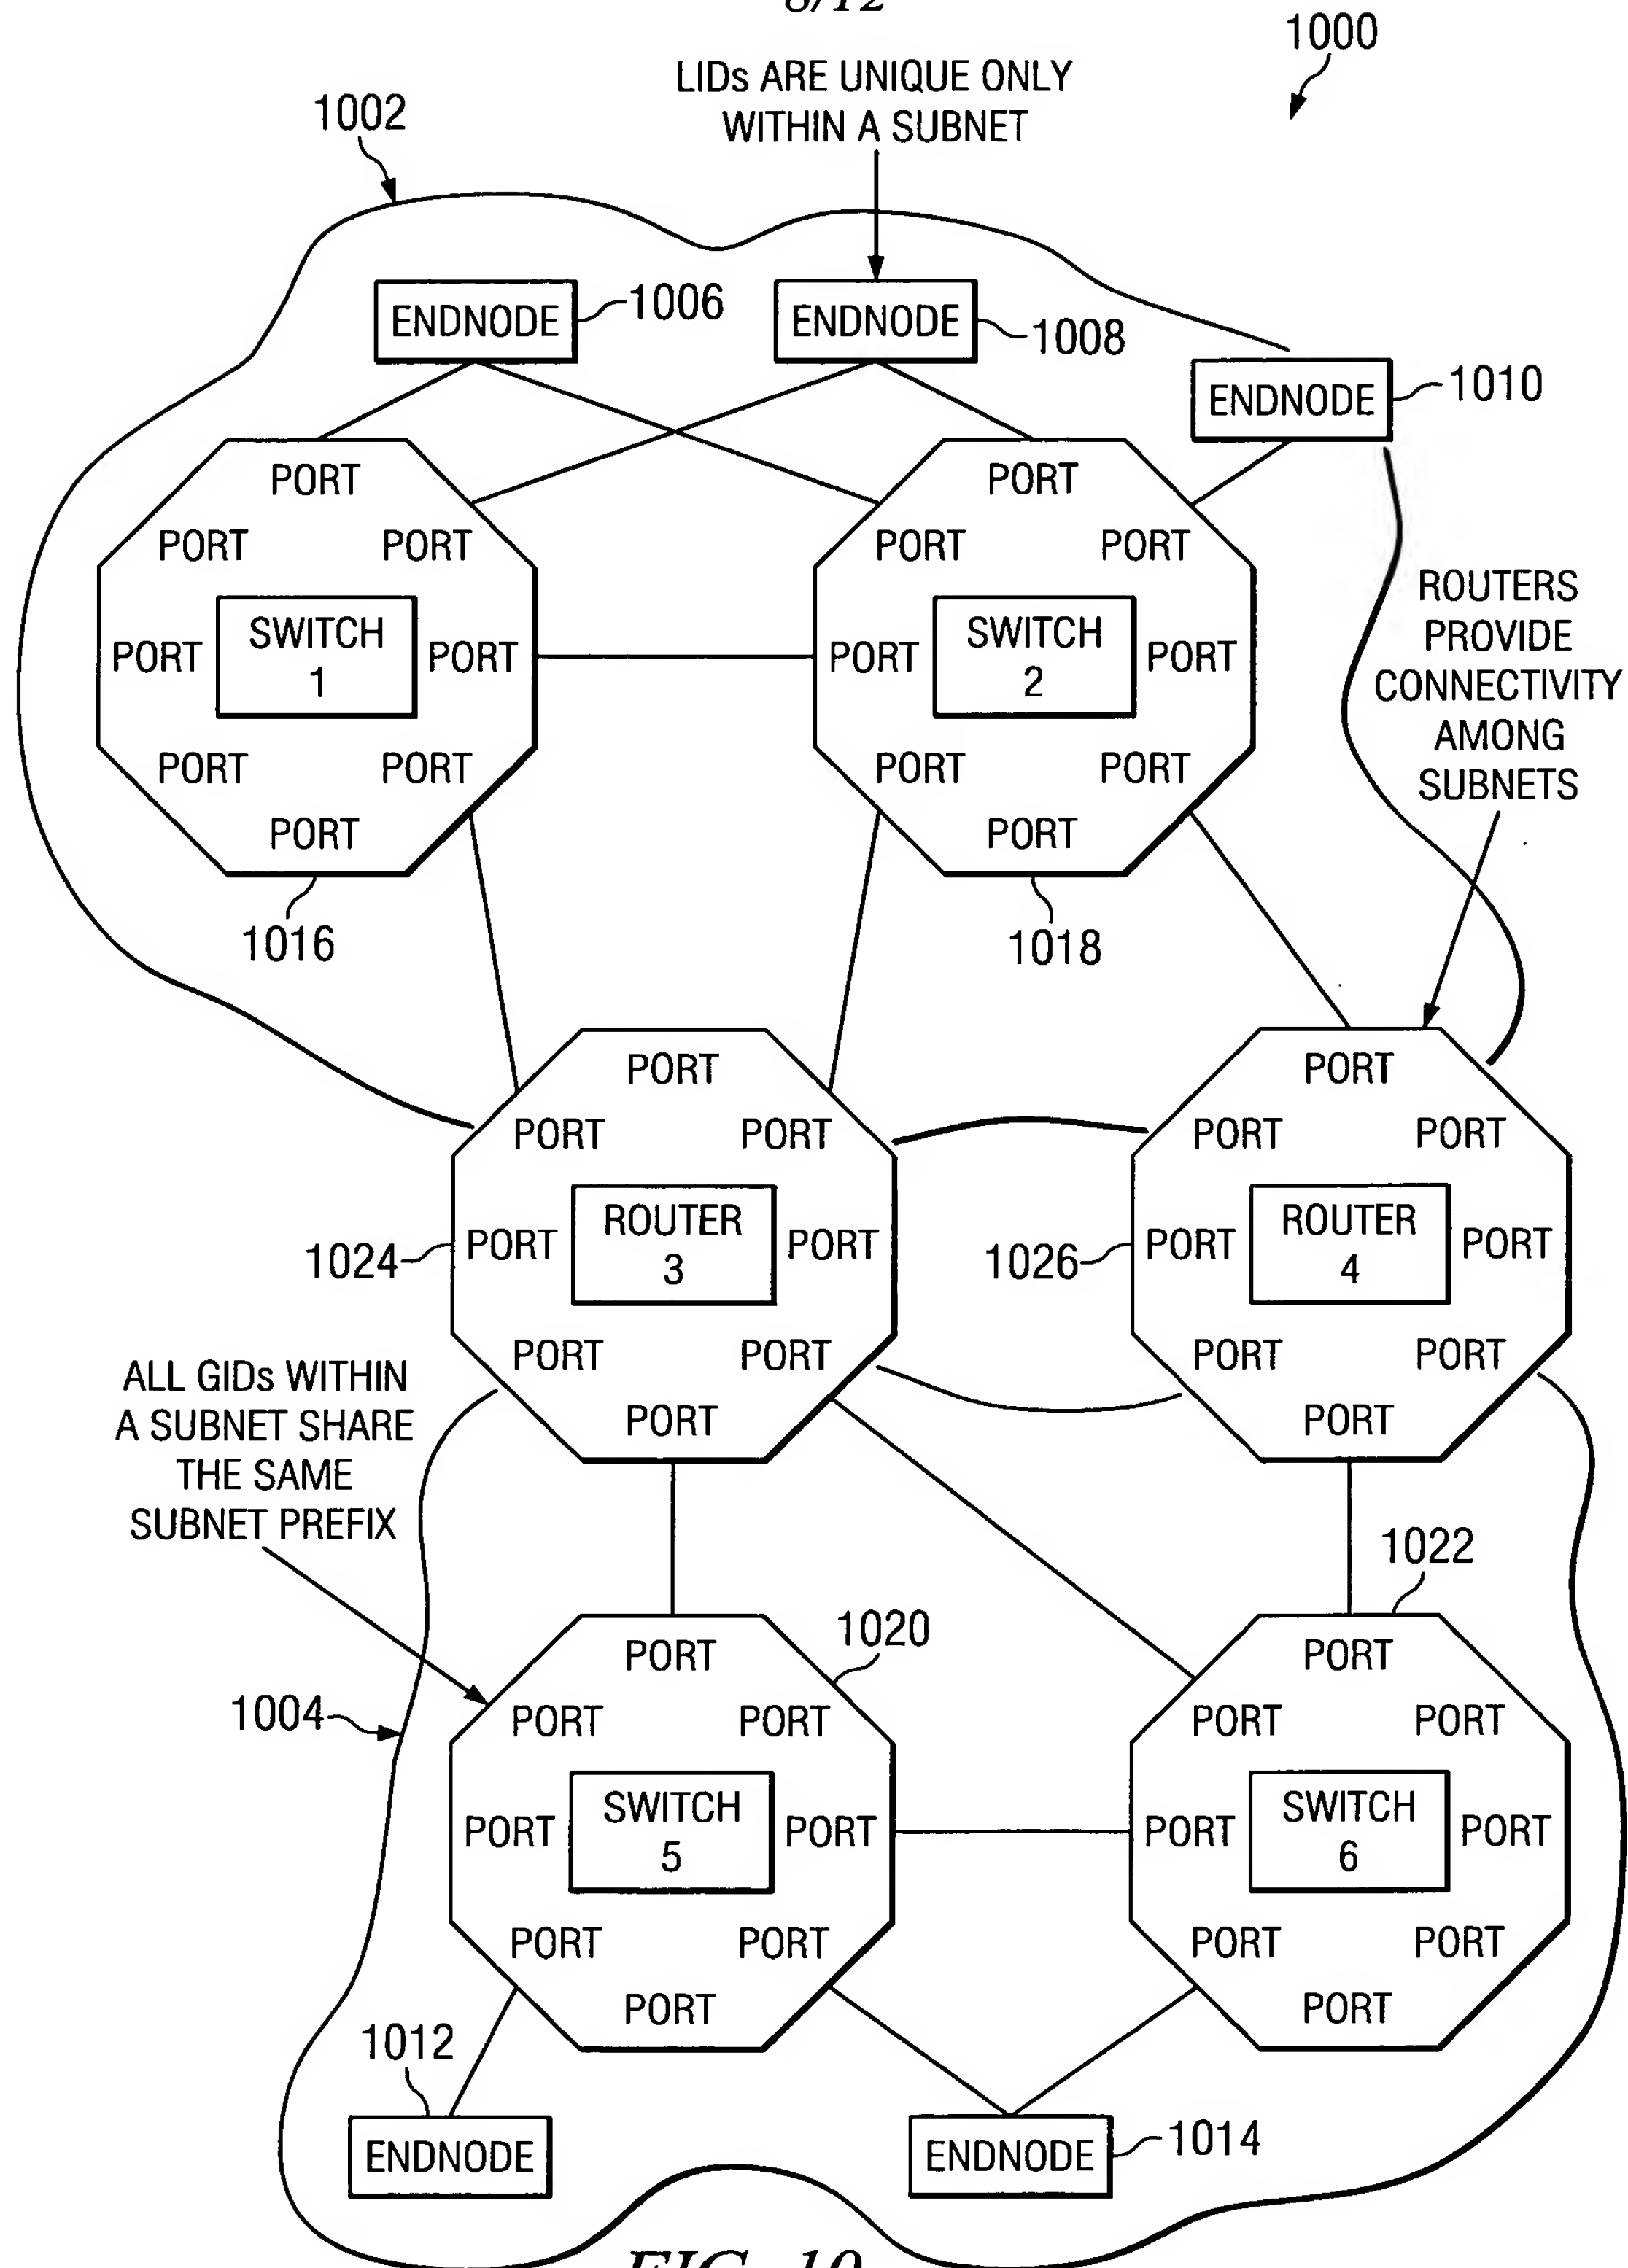 8/12
1000
LIDs ARE UNIQUE ONLY
WITHIN A SUBNET
1002
ENDNODE
1006
ENDNODE
1008
ENDNODE
1010
PORT
PORT
PORT
PORT
SWITCH
1
PORT
PORT
PORT
PORT
1016
PORT
PORT
PORT
PORT
SWITCH
2
PORT
PORT
PORT
PORT
1018
ROUTERS
PROVIDE
CONNECTIVITY
AMONG
SUBNETS
PORT
PORT
PORT
1024
PORT
ROUTER
3
PORT
PORT
PORT
PORT
PORT
PORT
PORT
1026
PORT
ROUTER
4
PORT
PORT
PORT
PORT
ALL GIDs WITHIN
A SUBNET SHARE
THE SAME
SUBNET PREFIX
1004
1020
PORT
PORT
PORT
PORT
SWITCH
5
PORT
PORT
PORT
PORT
1022
PORT
PORT
PORT
PORT
SWITCH
6
PORT
PORT
PORT
PORT
1012
ENDNODE
ENDNODE
1014
FIG. 10